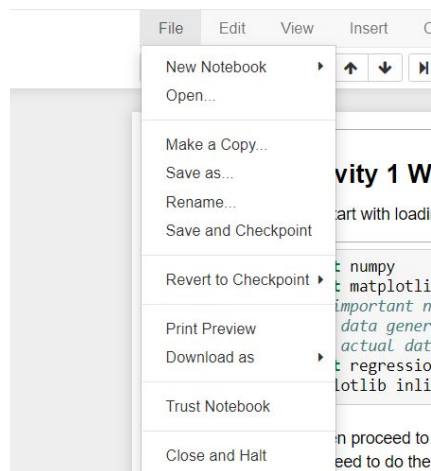 File Edit View Insert
New Notebook
Open...
Make a Copy...
Save as...
Rename...
Save and Checkpoint
Revert to Checkpoint
Print Preview
Download as
Trust Notebook
Close and Halt
vity 1 W
art with loadi
t numpy
t matplotli
important n
data gener
actual dat
t regressio
lotlib inli
n proceed to
eed to do the